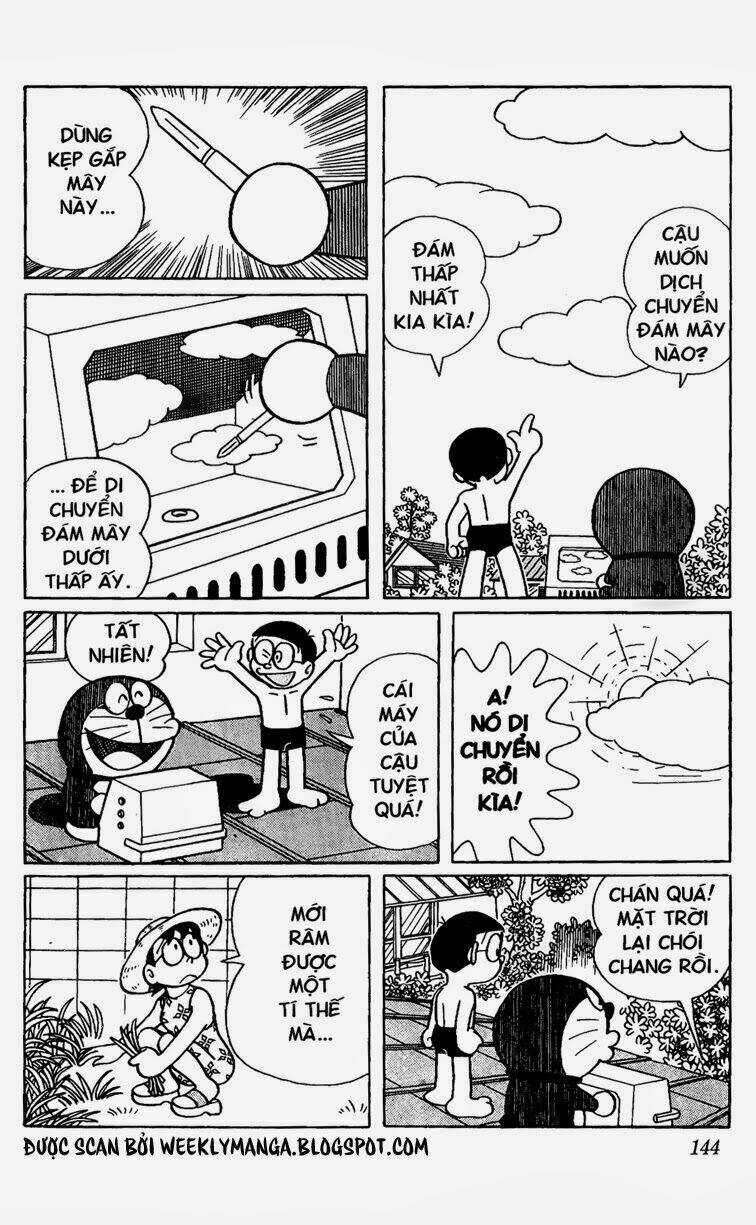 CẬU
MUỐN
DỊCH
CHUYỂN
ĐÁM MÂY
NÀO?
ĐÁM
THẤP
NHẤT
KIA KÌA!
DÙNG
KẸP GẮP
MÂY
NÀY...
... ĐỂ DI
CHUYỂN
ĐÁM MÂY
DƯỚI
THẤP ẤY.
A!
NÓ DỊ
CHUYỂN
RỒI
KÌA!
CÁI
MÁY
CỦA
CẬU
TUYỆT
QUÁ!
TẤT
NHIÊN!
CHÁN QUÁ!
MẶT TRỜI
LẠI CHÓI
CHANG RỒI.
MỚI
RÂM
ĐƯỢC
MỘT
TÍ THẾ
MÀ...
ĐƯỢC SCAN BỞI WEEKLYMANGA.BLOGSPOT.COM
144